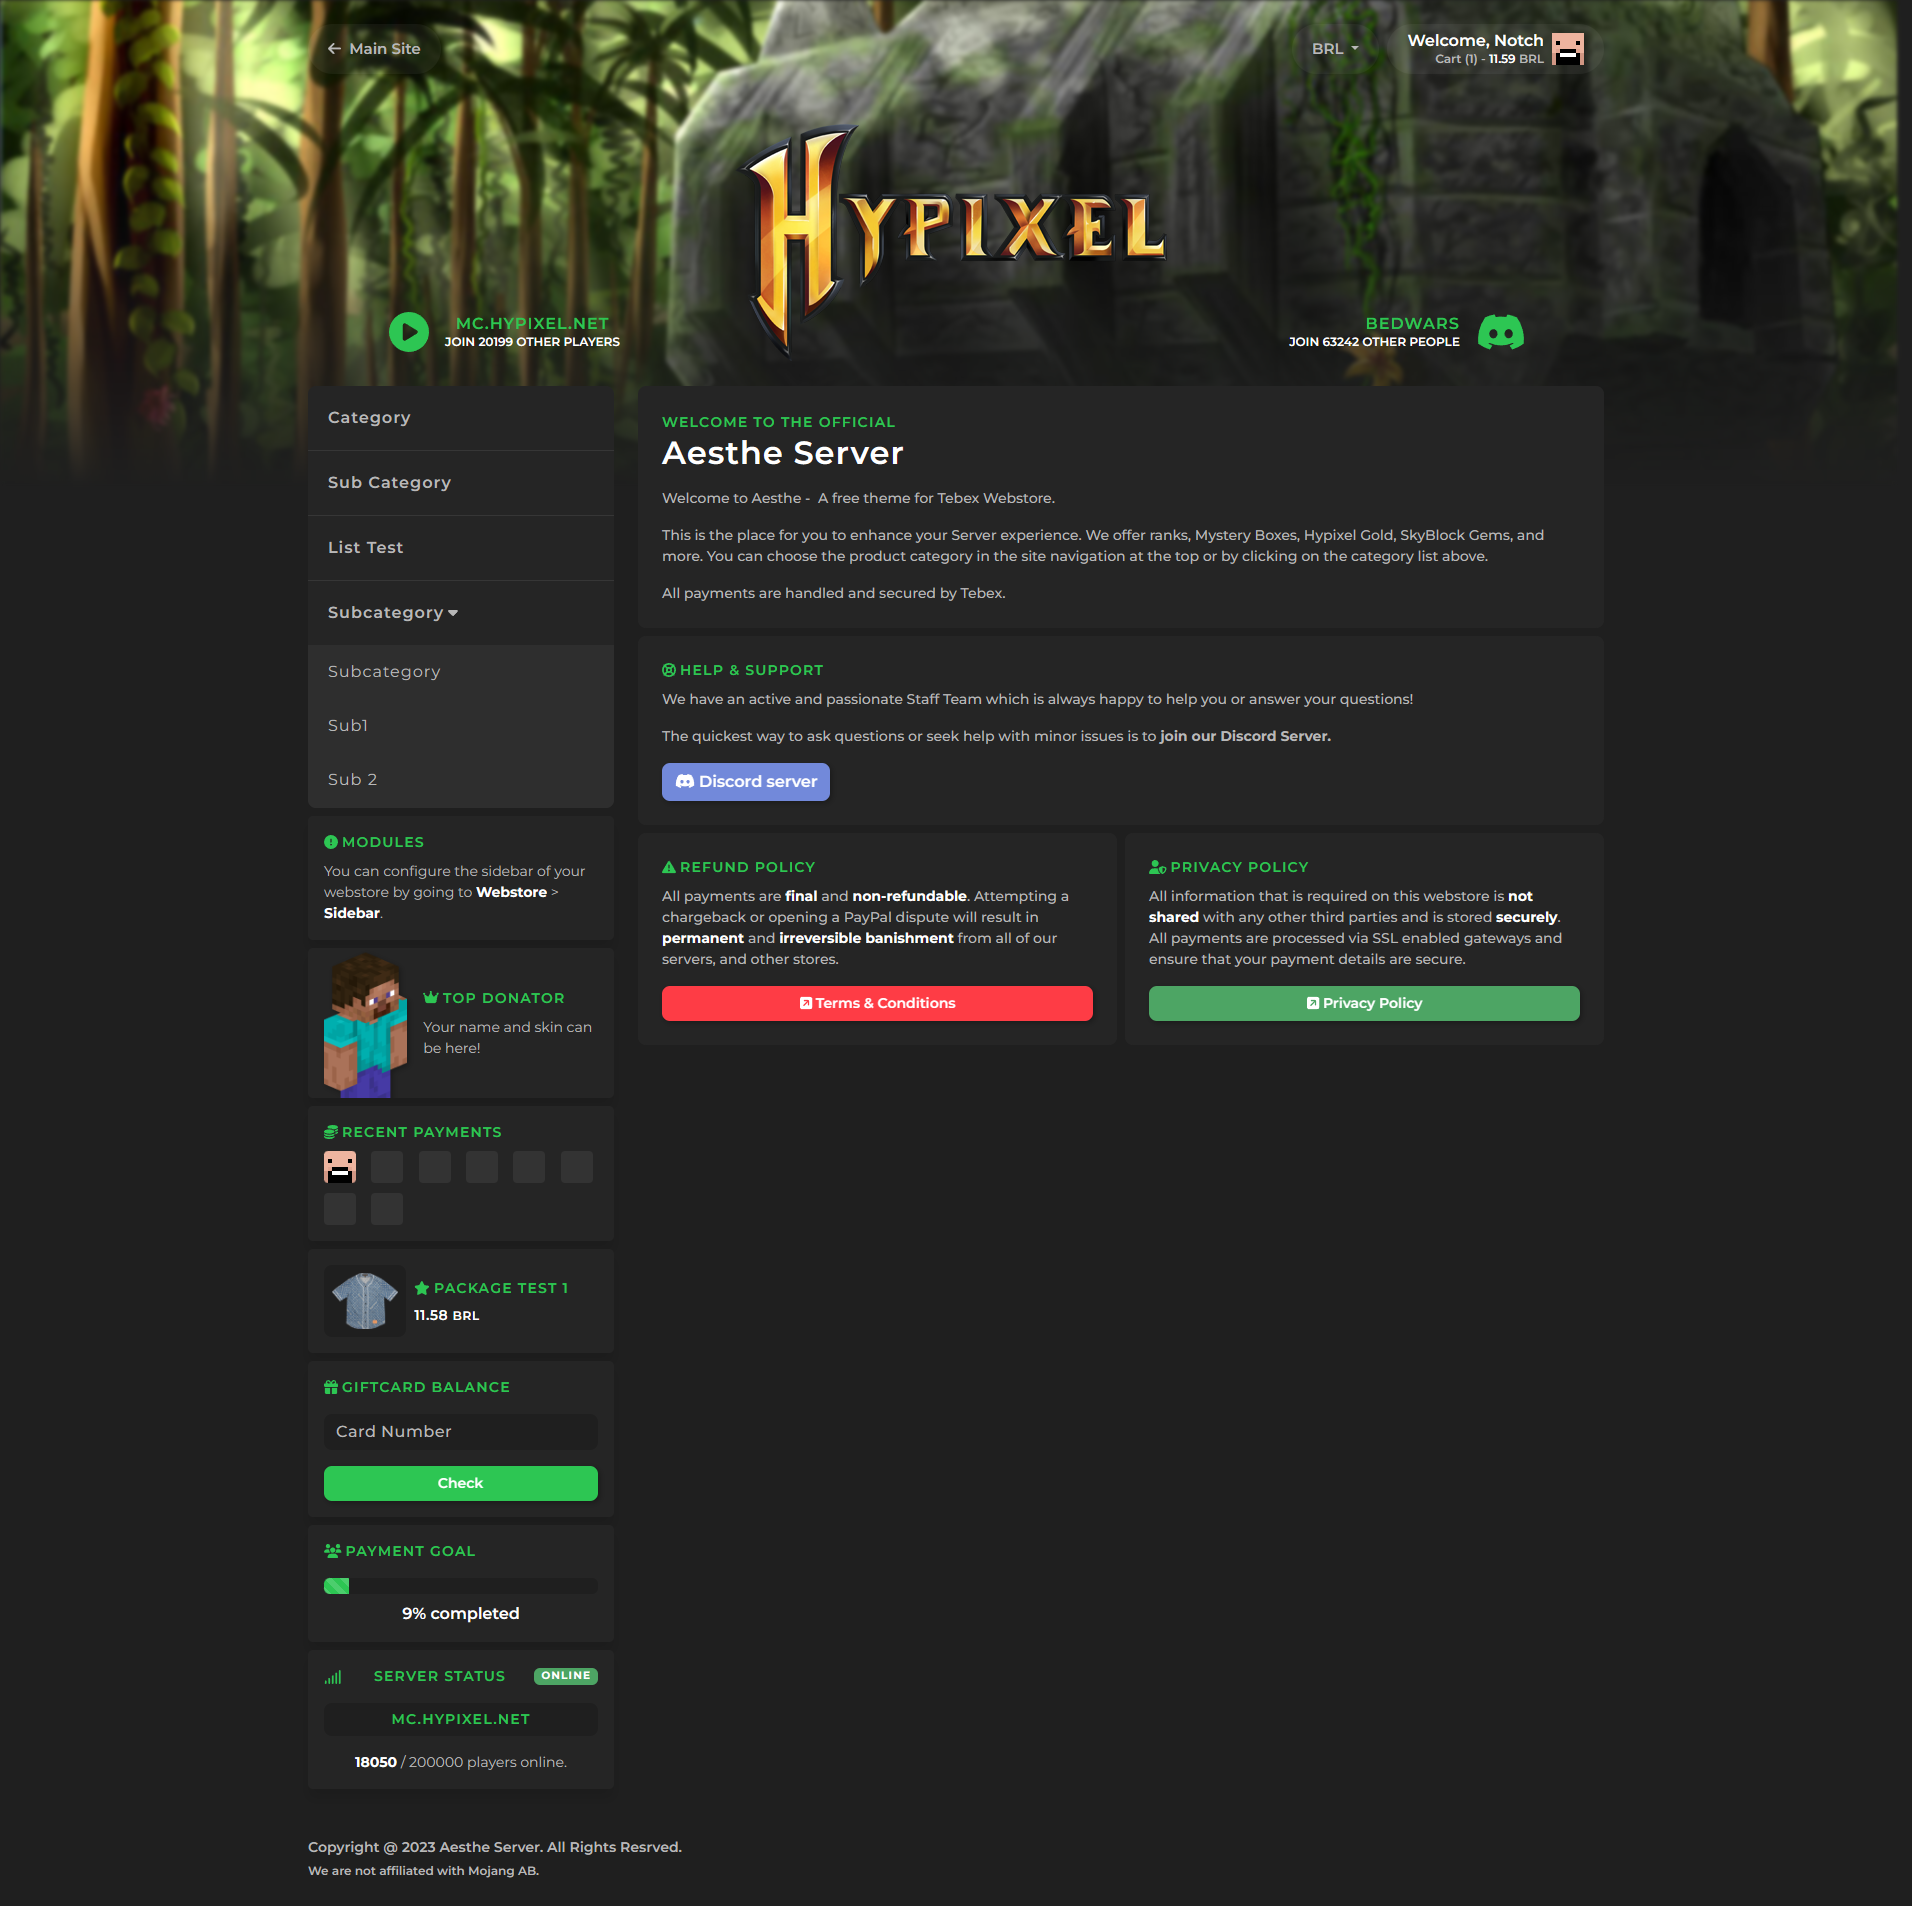 Main Site
BRL
Welcome, Notch
Cart (1) - 11.59 BRL
HYPIXEL
MC.HYPIXEL.NET
JOIN 20199 OTHER PLAYERS
BEDWARS
JOIN 63242 OTHER PEOPLE
Category
Sub Category
List Test
Subcategory
Subcategory
Sub1
Sub 2
MODULES
You can configure the sidebar of your
webstore by going to Webstore >
Sidebar.
TOP DONATOR
Your name and skin can
be here!
RECENT PAYMENTS
PACKAGE TEST 1
11.58 BRL
GIFTCARD BALANCE
Card Number
Check
PAYMENT GOAL
9% completed
SERVER STATUS
ONLINE
MC.HYPIXEL.NET
18050 / 200000 players online.
WELCOME TO THE OFFICIAL
Aesthe Server
Welcome to Aesthe - A free theme for Tebex Webstore.
This is the place for you to enhance your Server experience. We offer ranks, Mystery Boxes, Hypixel Gold, SkyBlock Gems, and
more. You can choose the product category in the site navigation at the top or by clicking on the category list above.
All payments are handled and secured by Tebex.
HELP & SUPPORT
We have an active and passionate Staff Team which is always happy to help you or answer your questions!
The quickest way to ask questions or seek help with minor issues is to join our Discord Server.
Discord server
REFUND POLICY
All payments are final and non-refundable. Attempting a
chargeback or opening a PayPal dispute will result in
permanent and irreversible banishment from all of our
servers, and other stores.
Terms & Conditions
PRIVACY POLICY
All information that is required on this webstore is not
shared with any other third parties and is stored securely.
All payments are processed via SSL enabled gateways and
ensure that your payment details are secure.
Privacy Policy
Copyright @ 2023 Aesthe Server. All Rights Resrved.
We are not affiliated with Mojang AB.